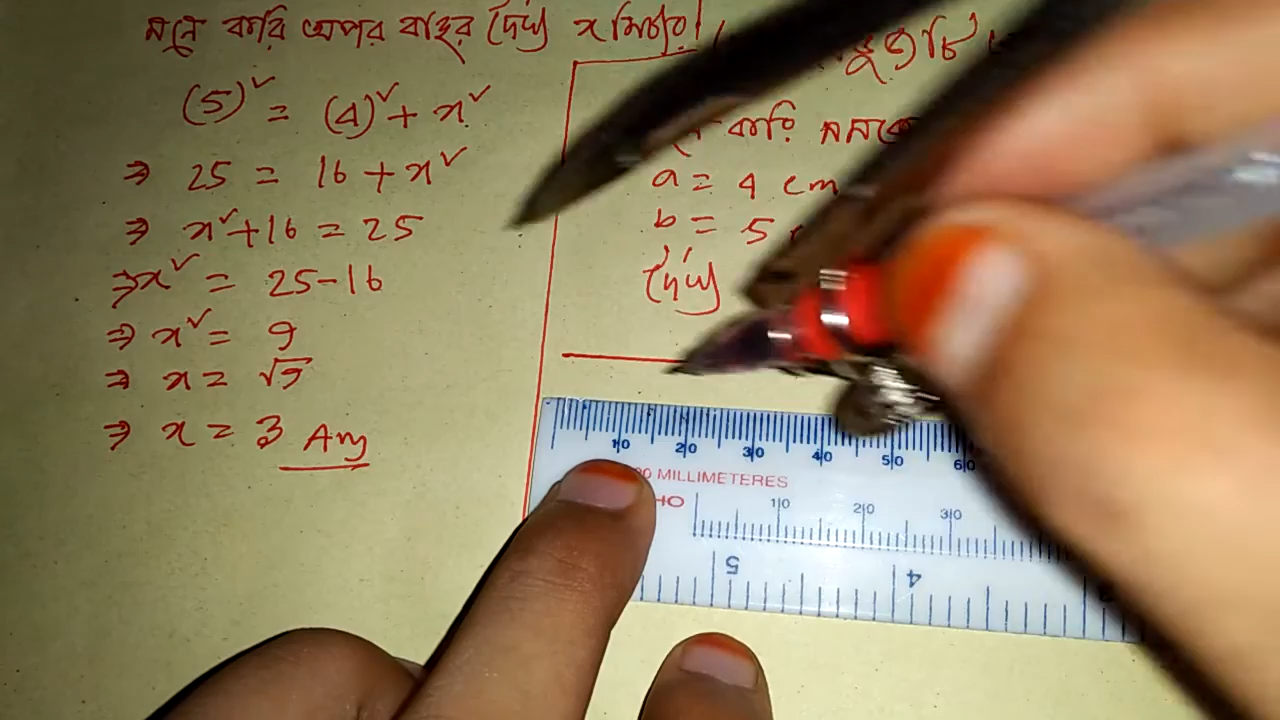 মনে করি অপর বাহুর দৈর্ঘ্য x মিটার।
(5)² = (4)² + x²
⇒ 25 = 16 + x²
⇒ x² + 16 = 25
⇒ x² = 25 - 16
⇒ x² = 9
⇒ x = √9
⇒ x = 3 Ans
করি
a = 4 cm
b = 5
দৈর্ঘ্য
10 20 30 40 50 60
MILLIMETERES
10 20 30
5 4